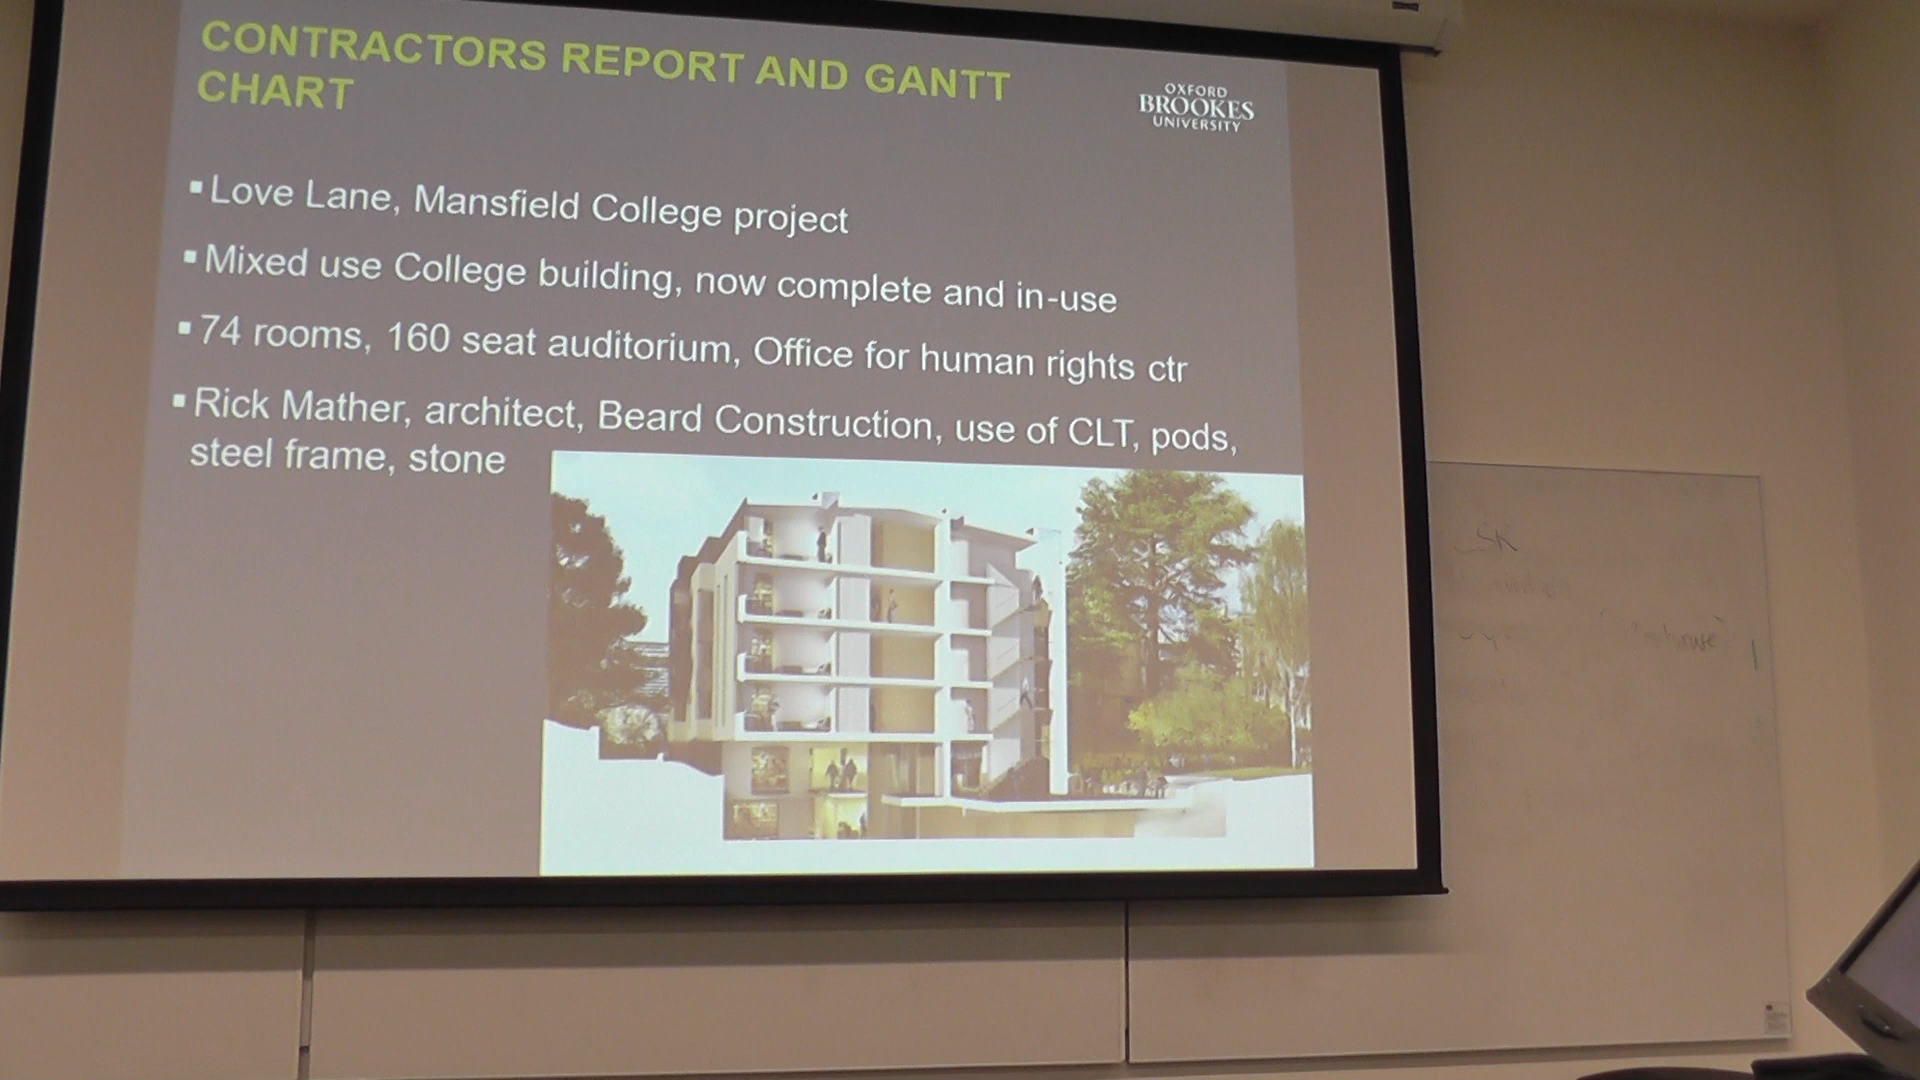 CONTRACTORS REPORT AND GANTT
CHART
OXFORD
BROOKES
UNIVERSITY
▪ Love Lane, Mansfield College project
▪ Mixed use College building, now complete and in-use
▪ 74 rooms, 160 seat auditorium, Office for human rights ctr
▪ Rick Mather, architect, Beard Construction, use of CLT, pods,
steel frame, stone